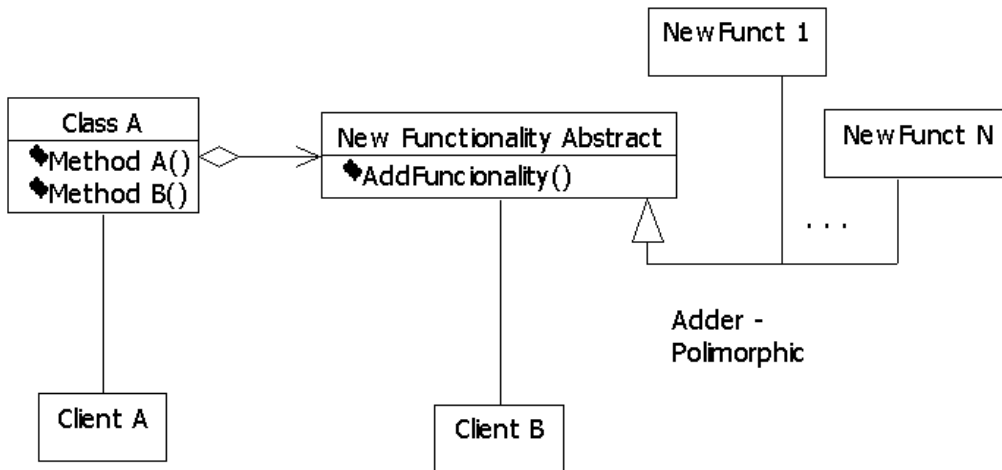 NewFunct 1
Class A
Method A()
Method B()
New Functionality Abstract
AddFuncionality()
NewFunct N
. . .
Adder -
Polimorphic
Client A
Client B